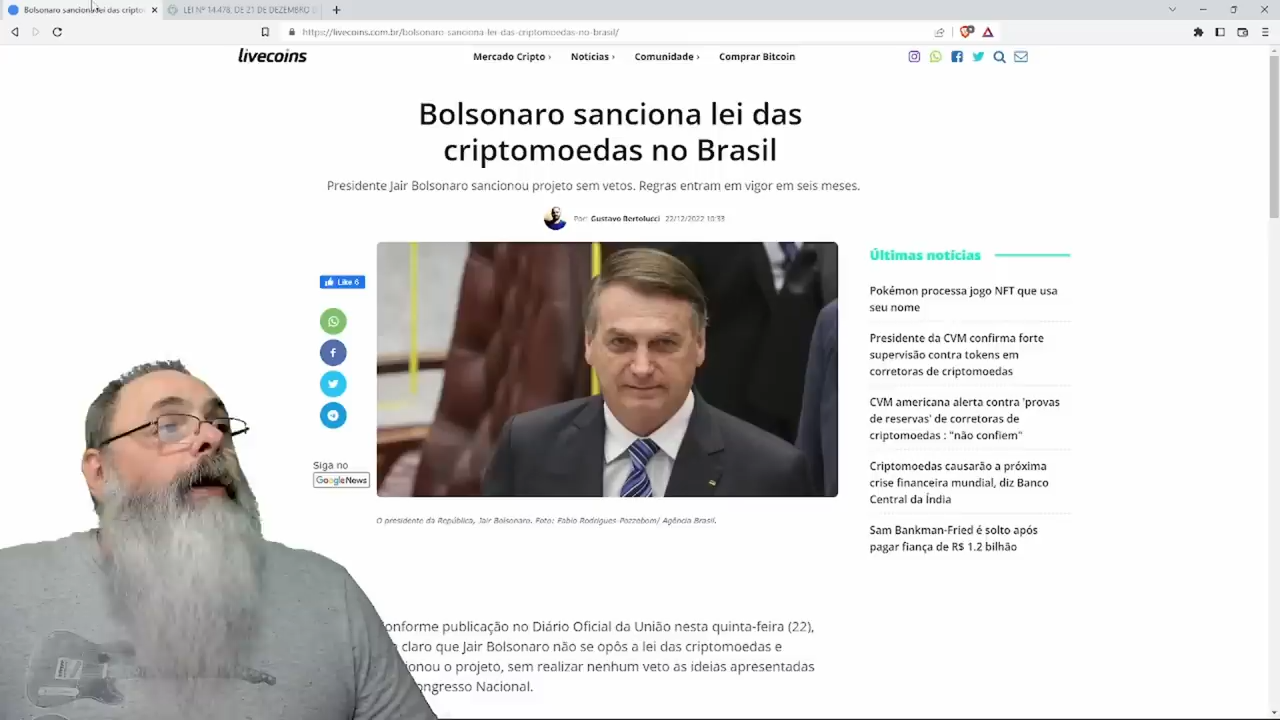 Bolsonaro sanciona lei das cripto
LEI Nº 14.478, DE 21 DE DEZEMBRO D
https://livecoins.com.br/bolsonaro-sanciona-lei-das-criptomoedas-no-brasil/
livecoins
Mercado Cripto
Notícias
Comunidade
Comprar Bitcoin
Bolsonaro sanciona lei das
criptomoedas no Brasil
Presidente Jair Bolsonaro sancionou projeto sem vetos. Regras entram em vigor em seis meses.
Por: Gustavo Bertolucci 22/12/2022 10:33
Like 6
Siga no
Google News
O presidente da República, Jair Bolsonaro. Foto: Fabio Rodrigues-Pozzebom/ Agência Brasil.
Últimas notícias
Pokémon processa jogo NFT que usa
seu nome
Presidente da CVM confirma forte
supervisão contra tokens em
corretoras de criptomoedas
CVM americana alerta contra 'provas
de reservas' de corretoras de
criptomoedas : "não confiem"
Criptomoedas causarão a próxima
crise financeira mundial, diz Banco
Central da Índia
Sam Bankman-Fried é solto após
pagar fiança de R$ 1.2 bilhão
onforme publicação no Diário Oficial da União nesta quinta-feira (22),
claro que Jair Bolsonaro não se opôs a lei das criptomoedas e
ionou o projeto, sem realizar nenhum veto as ideias apresentadas
ongresso Nacional.